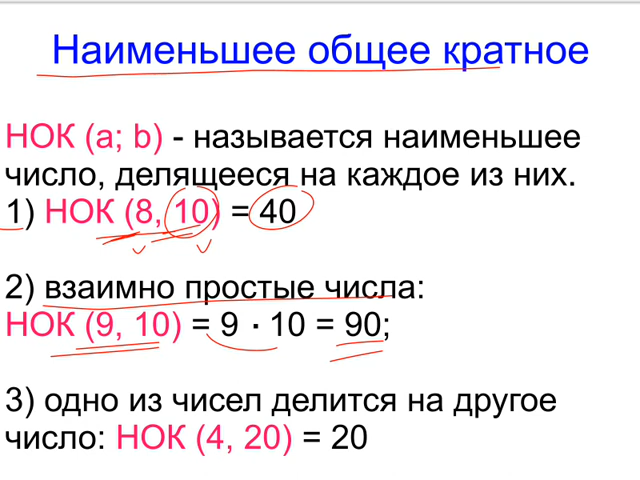 Наименьшее общее кратное
НОК (a; b) - называется наименьшее
число, делящееся на каждое из них.
1) НОК (8, 10) = 40
2) взаимно простые числа:
НОК (9, 10) = 9 · 10 = 90;
3) одно из чисел делится на другое
число: НОК (4, 20) = 20